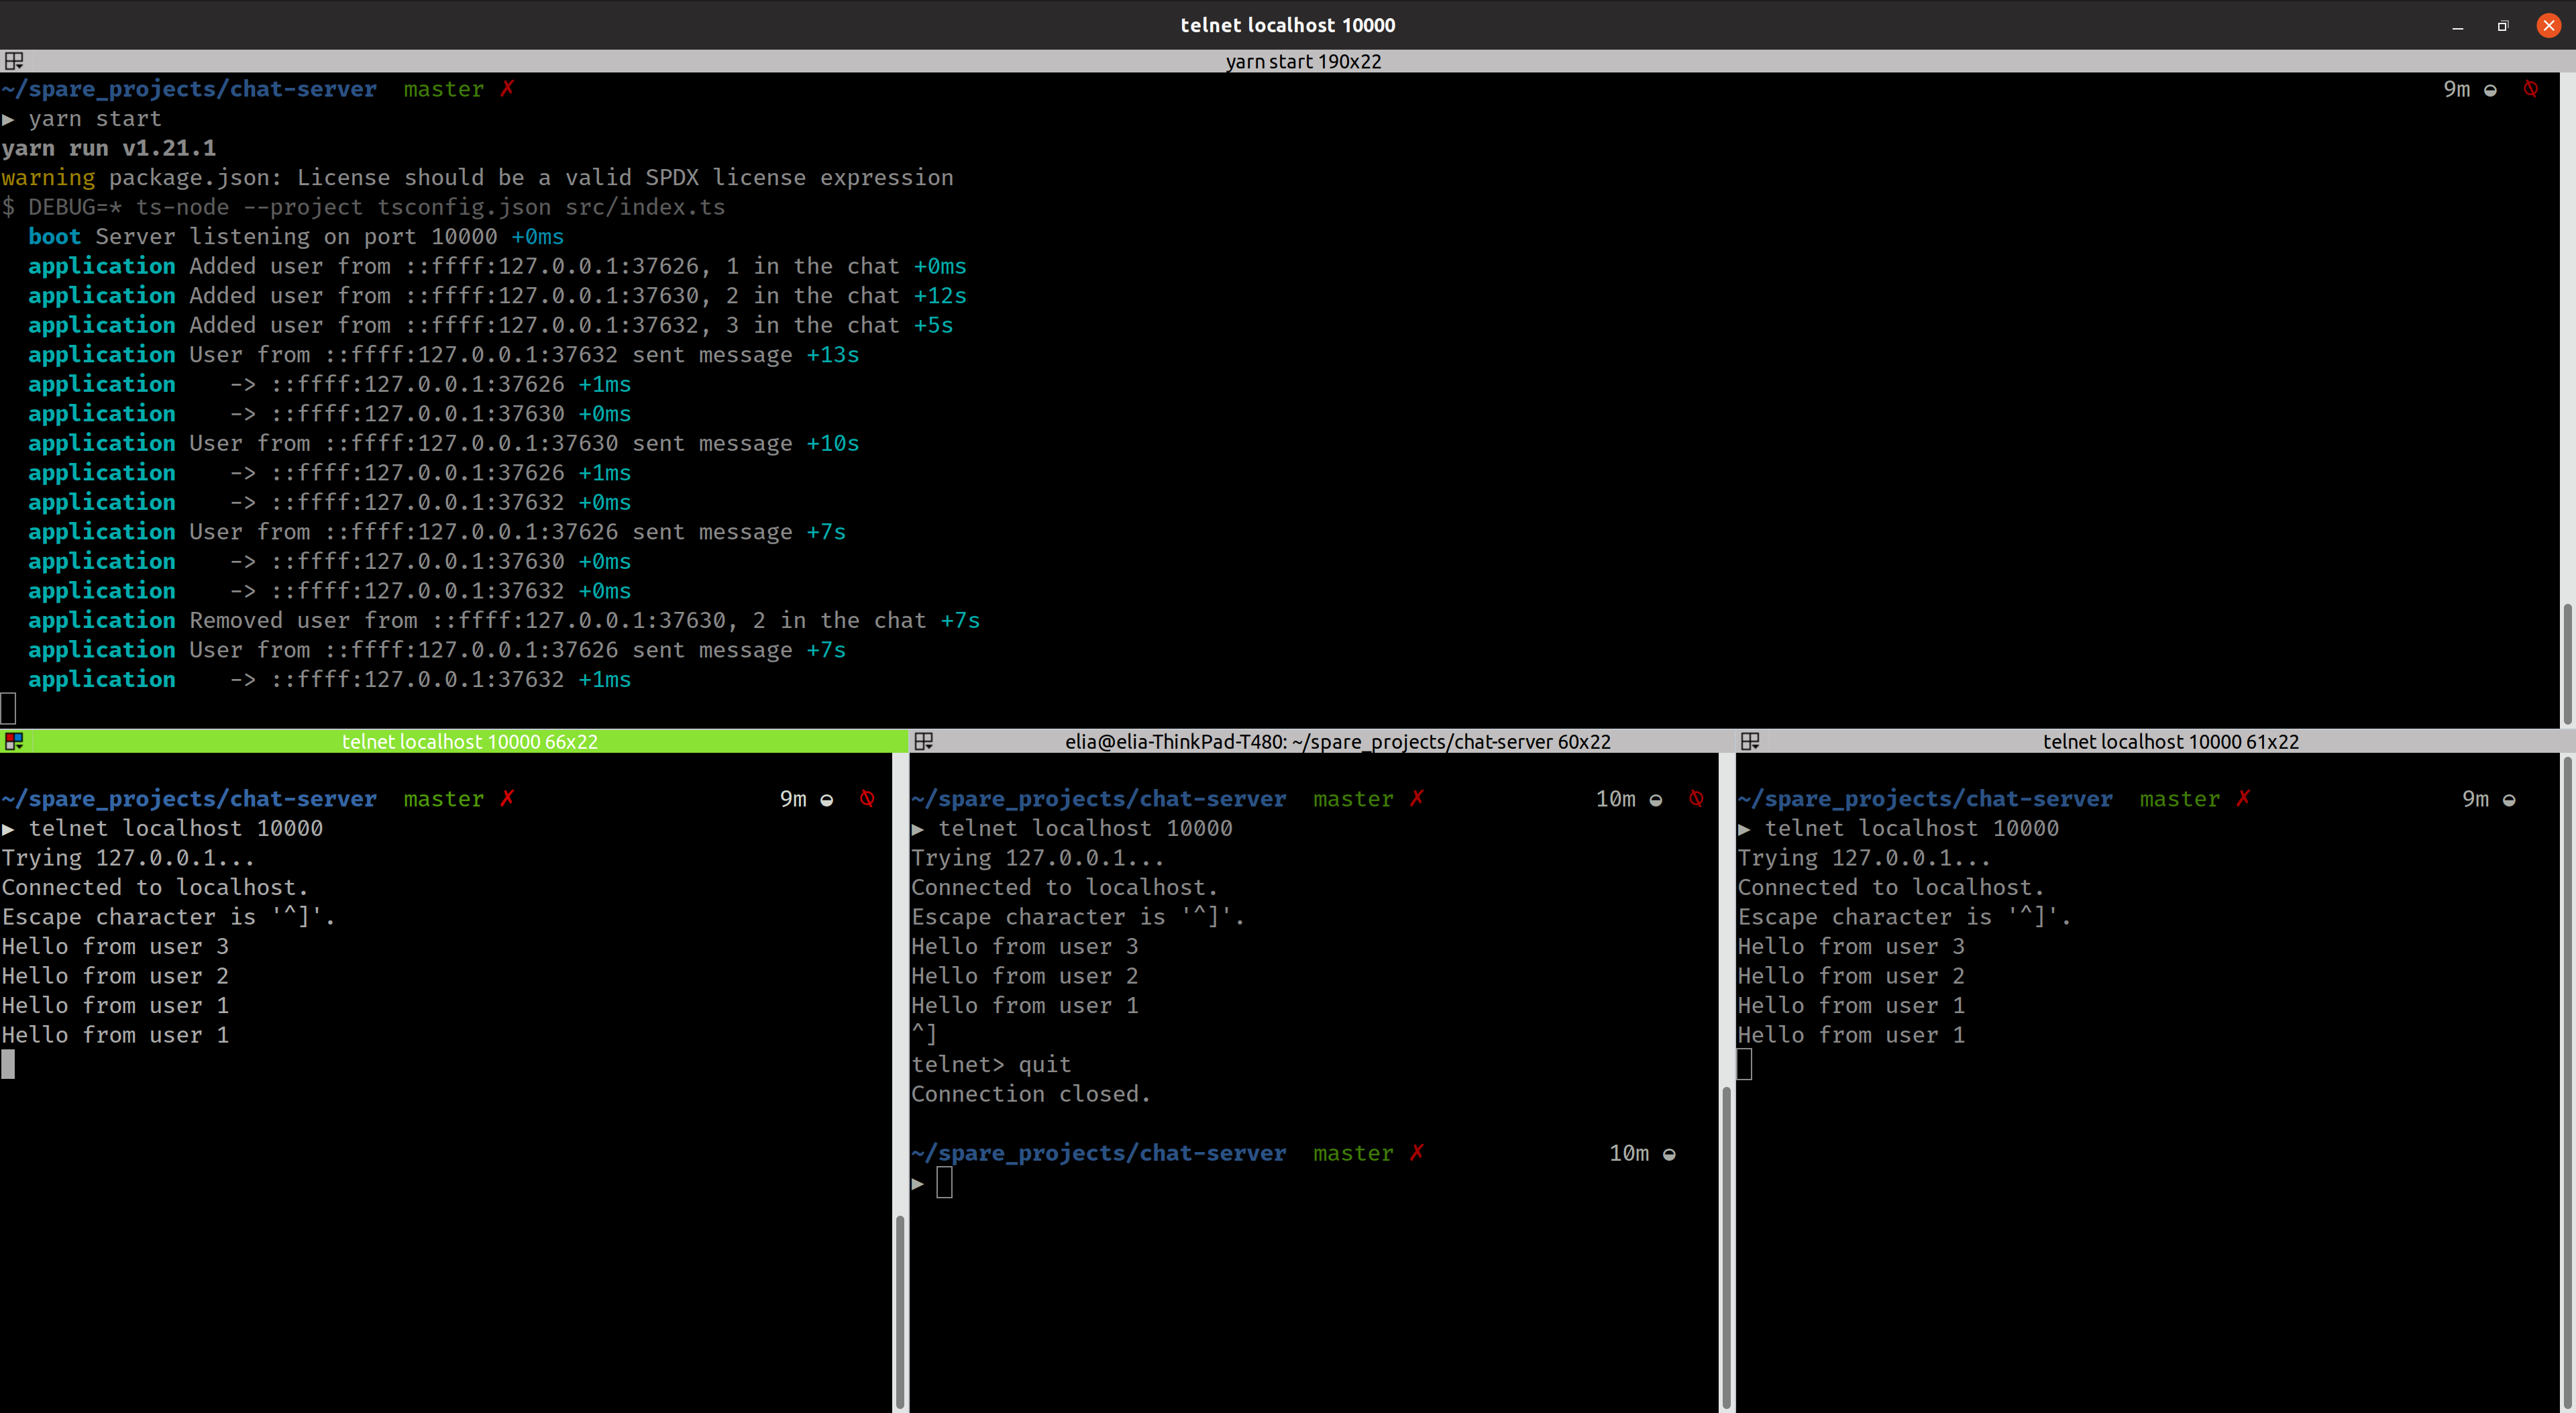 telnet localhost 10000
yarn start 190x22
~/spare_projects/chat-server master ✗ 9m
▶ yarn start
yarn run v1.21.1
warning package.json: License should be a valid SPDX license expression
$ DEBUG=* ts-node --project tsconfig.json src/index.ts
boot Server listening on port 10000 +0ms
application Added user from ::ffff:127.0.0.1:37626, 1 in the chat +0ms
application Added user from ::ffff:127.0.0.1:37630, 2 in the chat +12s
application Added user from ::ffff:127.0.0.1:37632, 3 in the chat +5s
application User from ::ffff:127.0.0.1:37632 sent message +13s
application -> ::ffff:127.0.0.1:37626 +1ms
application -> ::ffff:127.0.0.1:37630 +0ms
application User from ::ffff:127.0.0.1:37630 sent message +10s
application -> ::ffff:127.0.0.1:37626 +1ms
application -> ::ffff:127.0.0.1:37632 +0ms
application User from ::ffff:127.0.0.1:37626 sent message +7s
application -> ::ffff:127.0.0.1:37630 +0ms
application -> ::ffff:127.0.0.1:37632 +0ms
application Removed user from ::ffff:127.0.0.1:37630, 2 in the chat +7s
application User from ::ffff:127.0.0.1:37626 sent message +7s
application -> ::ffff:127.0.0.1:37632 +1ms
telnet localhost 10000 66x22
~/spare_projects/chat-server master ✗ 9m
▶ telnet localhost 10000
Trying 127.0.0.1...
Connected to localhost.
Escape character is '^]'.
Hello from user 3
Hello from user 2
Hello from user 1
Hello from user 1
elia@elia-ThinkPad-T480: ~/spare_projects/chat-server 60x22
~/spare_projects/chat-server master ✗ 10m
▶ telnet localhost 10000
Trying 127.0.0.1...
Connected to localhost.
Escape character is '^]'.
Hello from user 3
Hello from user 2
Hello from user 1
^]
telnet> quit
Connection closed.
~/spare_projects/chat-server master ✗ 10m
▶
telnet localhost 10000 61x22
~/spare_projects/chat-server master ✗ 9m
▶ telnet localhost 10000
Trying 127.0.0.1...
Connected to localhost.
Escape character is '^]'.
Hello from user 3
Hello from user 2
Hello from user 1
Hello from user 1